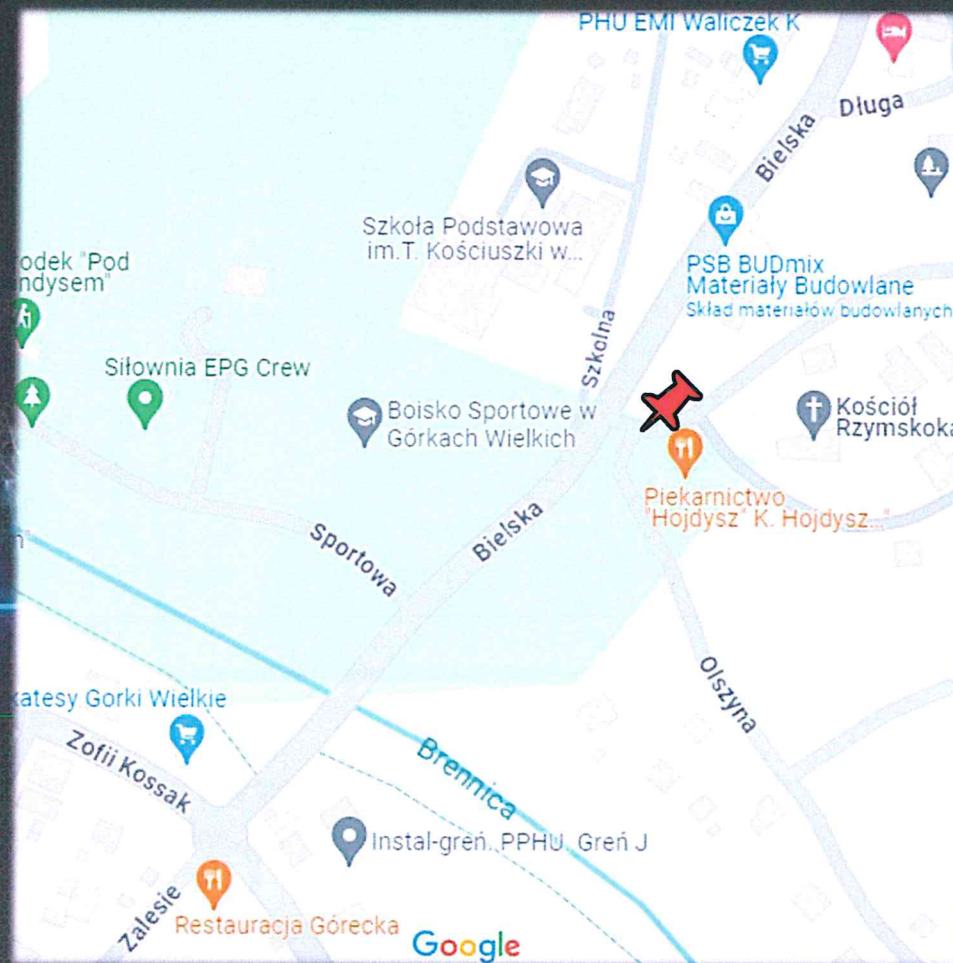 PHU EMI Waliczek K
Długa
Bielska
Szkoła Podstawowa
im.T. Kościuszki w...
PSB BUDmix
Materiały Budowlane
Skład materiałów budowlanych
odek "Pod
ndysem"
Szkolna
Siłownia EPG Crew
Boisko Sportowe w
Górkach Wielkich
Kościół
Rzymskoka
Piekarnictwo
"Hojdysz" K. Hojdysz..."
Sportowa
Bielska
Olszyna
katesy Gorki Wielkie
Zofii Kossak
Brennica
Instal-greń. PPHU. Greń J
Zalesie
Restauracja Górecka
Google